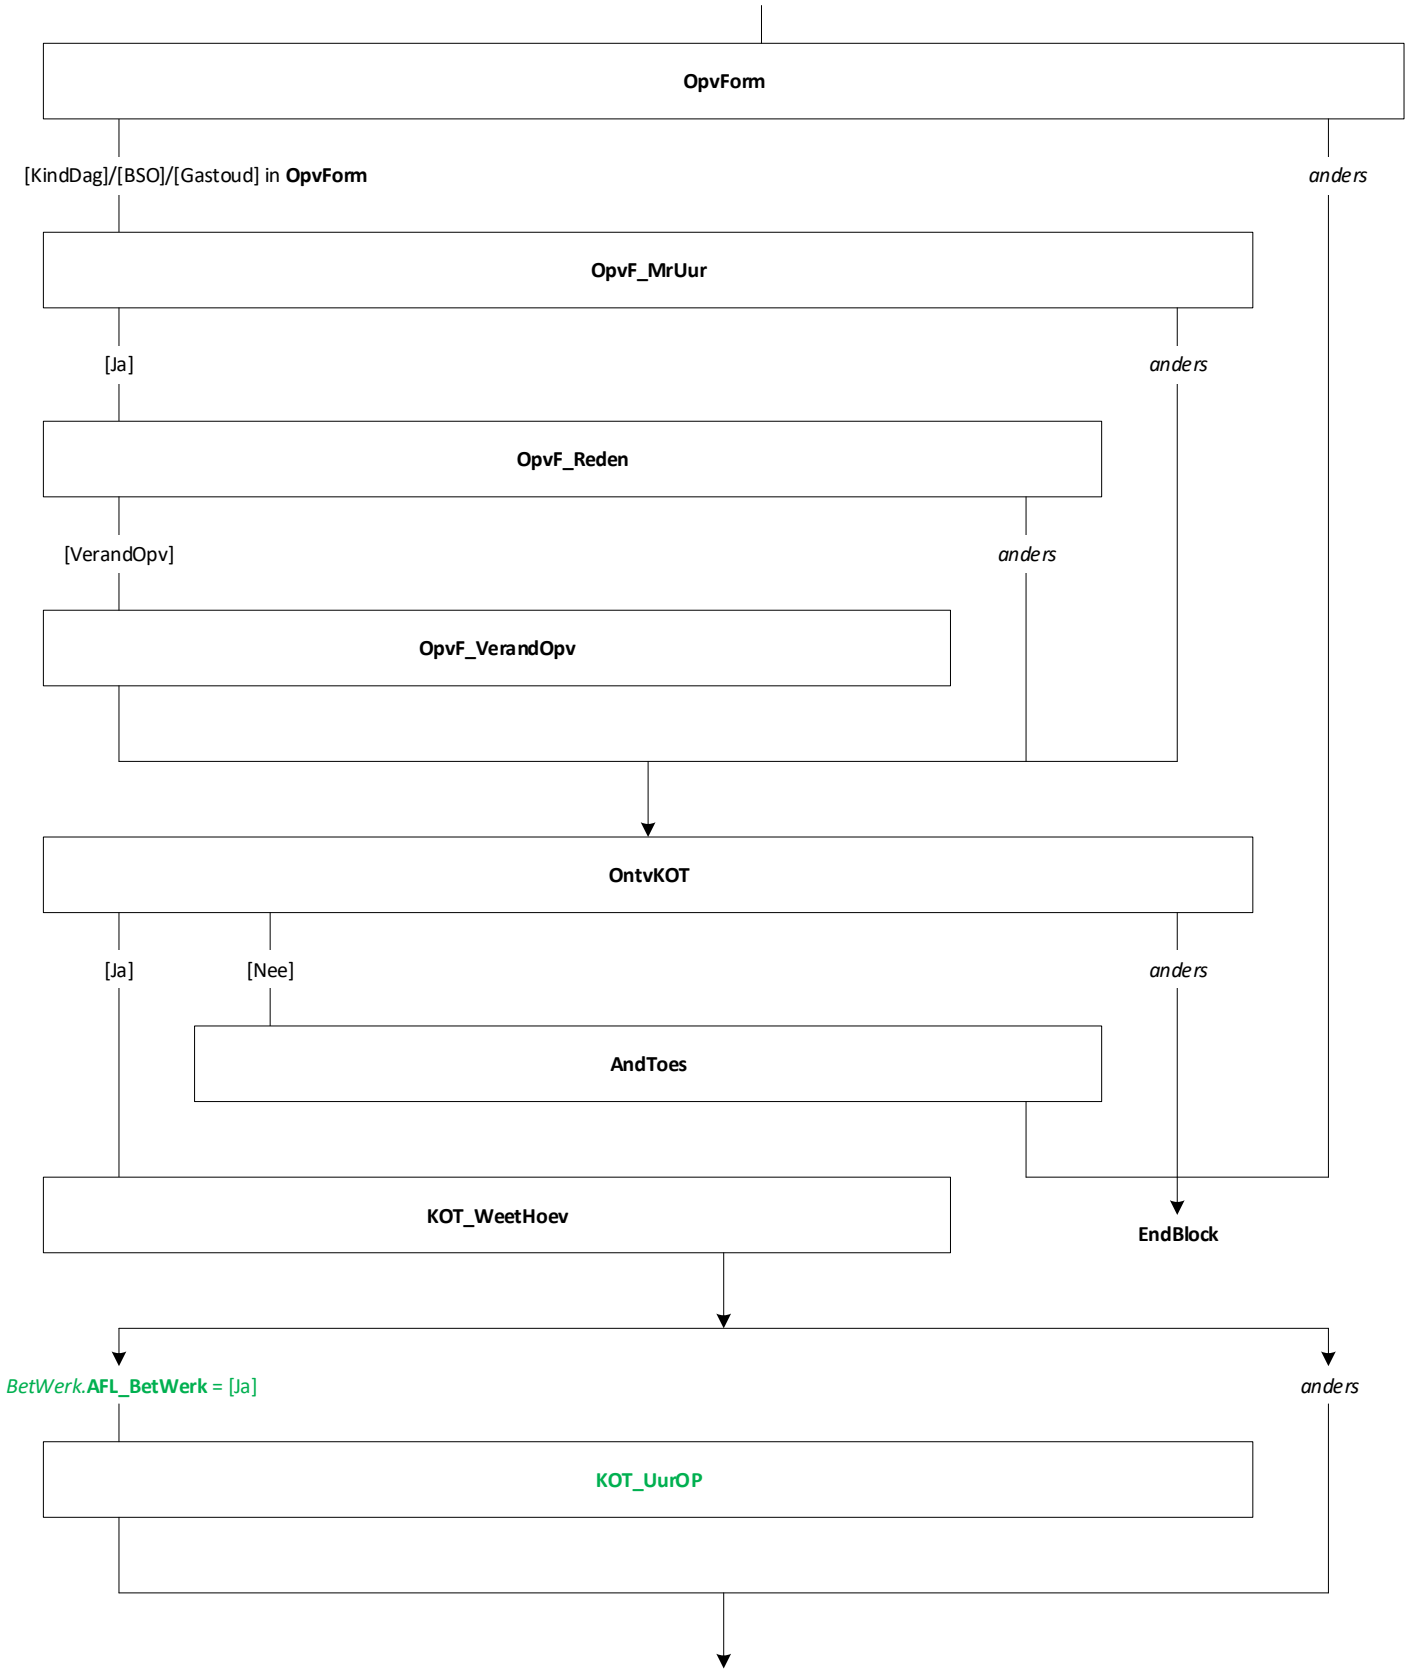 OpvForm
[KindDag]/[BSO]/[Gastoud] in OpvForm
anders
OpvF_MrUur
[Ja]
anders
OpvF_Reden
[VerandOpv]
anders
OpvF_VerandOpv
OntvKOT
[Ja]
[Nee]
anders
AndToes
KOT_WeetHoev
EndBlock
BetWerk.AFL_BetWerk = [Ja]
anders
KOT_UurOP